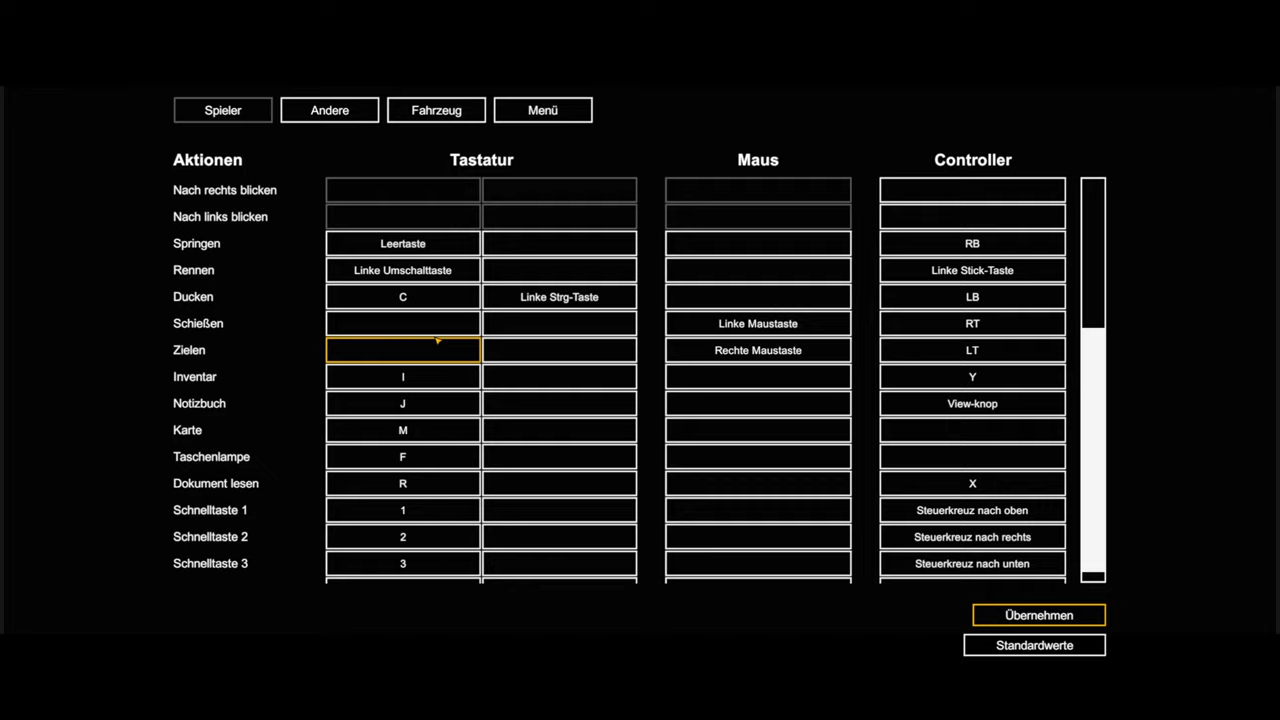 Spieler Andere Fahrzeug Menü
Aktionen Tastatur Maus Controller
Nach rechts blicken
Nach links blicken
Springen Leertaste RB
Rennen Linke Umschalttaste Linke Stick-Taste
Ducken C Linke Strg-Taste LB
Schießen Linke Maustaste RT
Zielen Rechte Maustaste LT
Inventar I Y
Notizbuch J View-knop
Karte M
Taschenlampe F
Dokument lesen R X
Schnelltaste 1 1 Steuerkreuz nach oben
Schnelltaste 2 2 Steuerkreuz nach rechts
Schnelltaste 3 3 Steuerkreuz nach unten
Übernehmen
Standardwerte